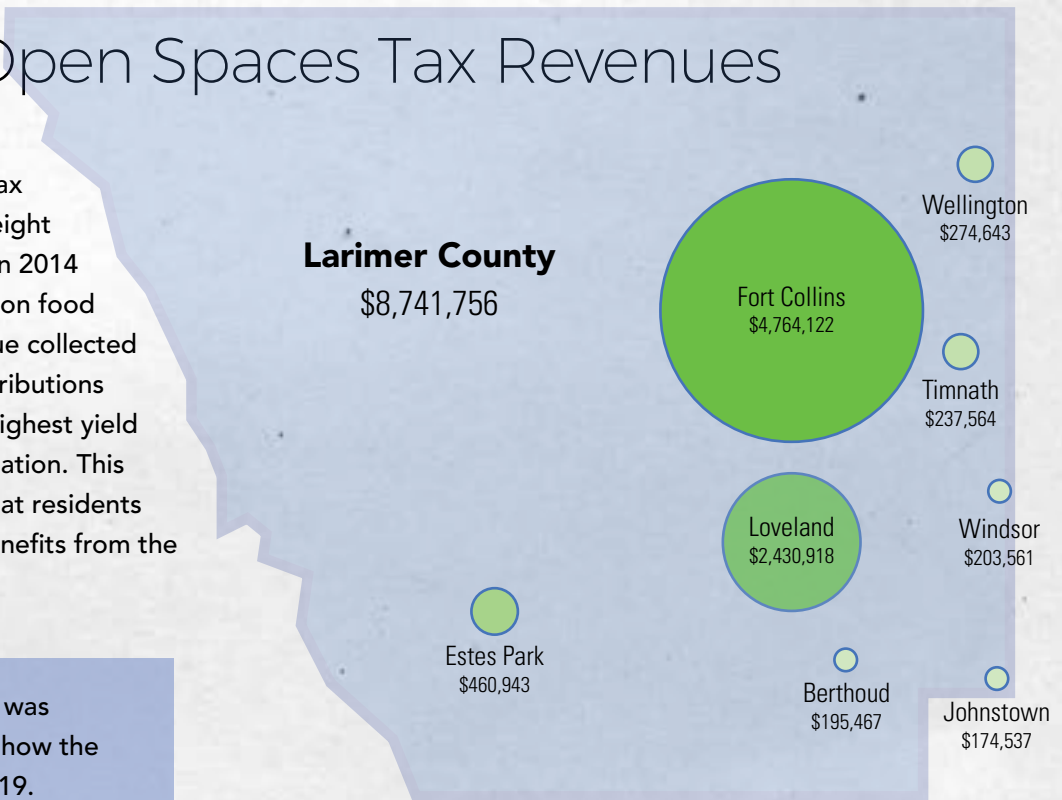 Open Spaces Tax Revenues
ax
eight
n 2014
on food
ue collected
ributions
ighest yield
ation. This
at residents
nefits from the
was
how the
19.
Larimer County
$8,741,756
Wellington
$274,643
Fort Collins
$4,764,122
Timnath
$237,564
Loveland
$2,430,918
Windsor
$203,561
Estes Park
$460,943
Berthoud
$195,467
Johnstown
$174,537